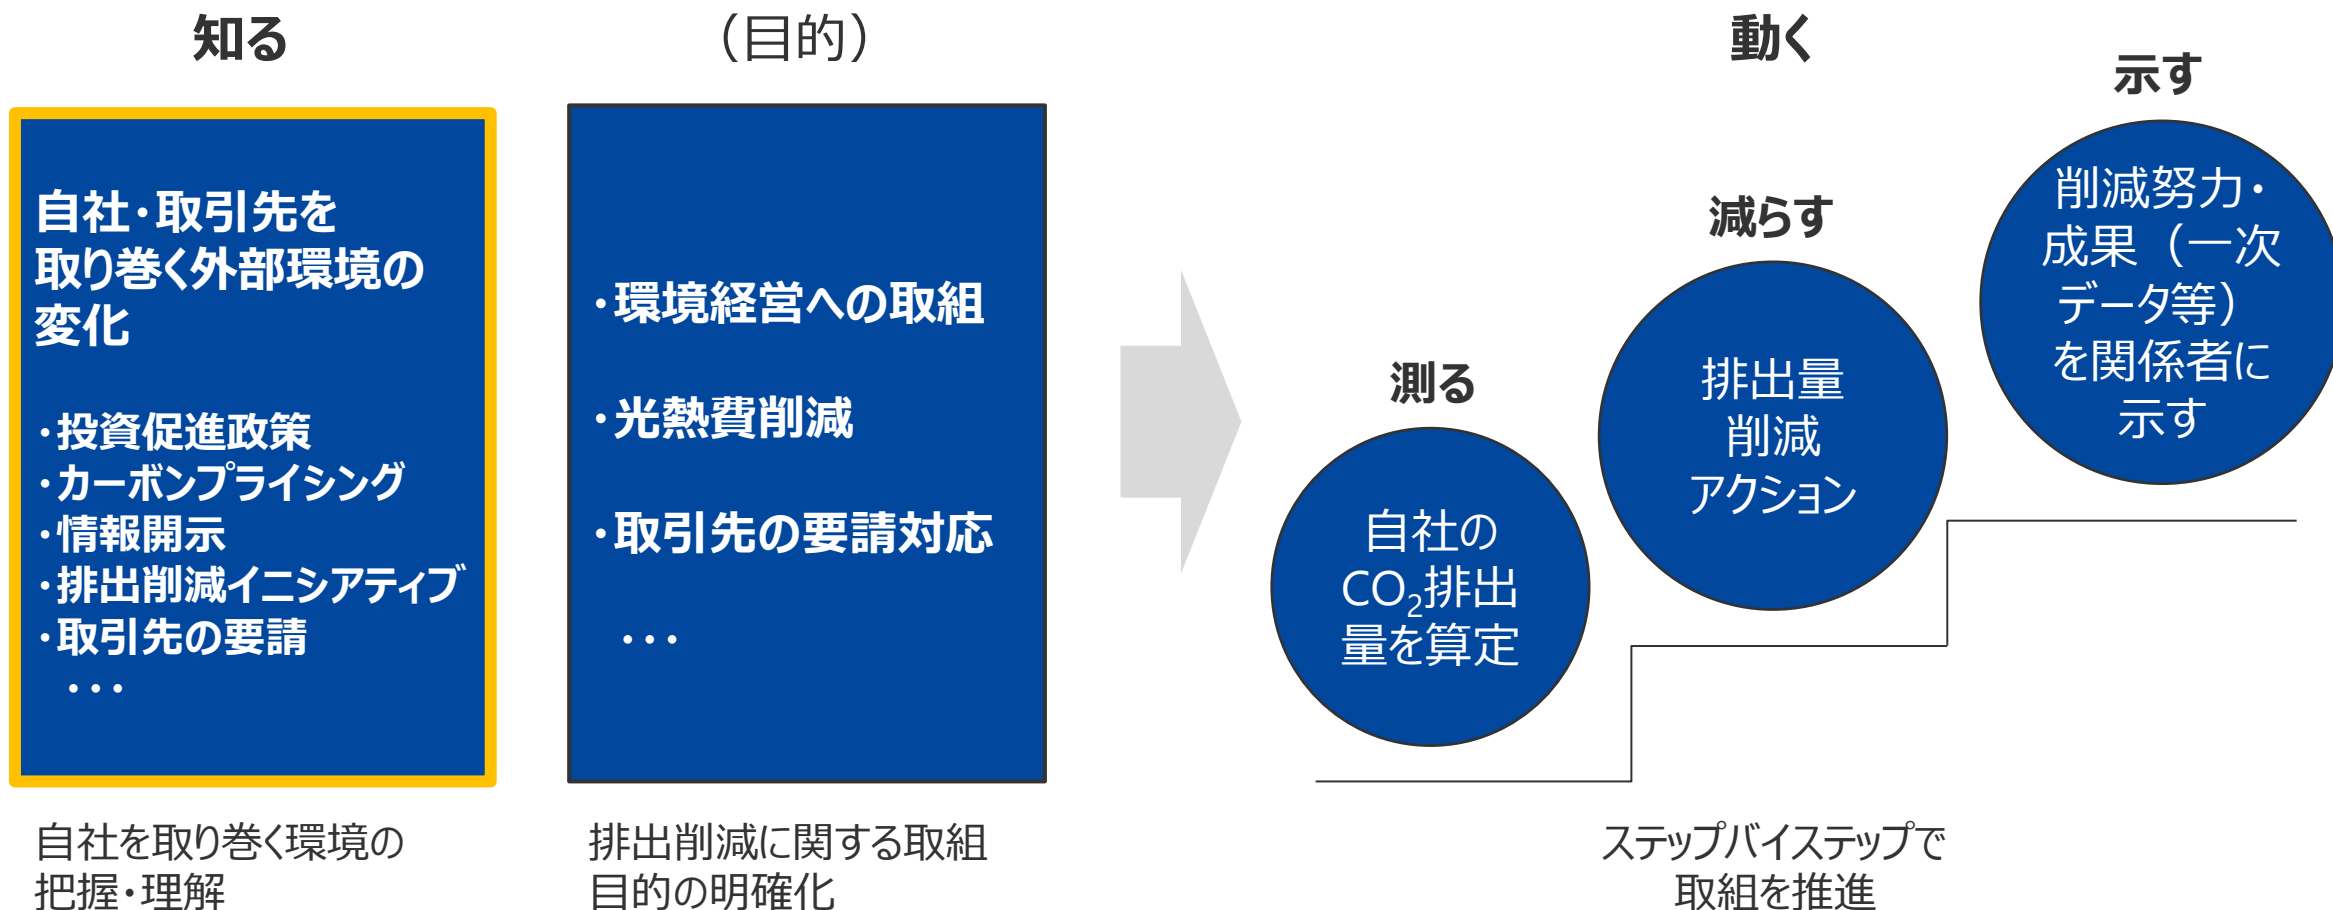 知る
自社・取引先を
取り巻く外部環境の
変化
・投資促進政策
・カーボンプライシング
・情報開示
・排出削減イニシアティブ
・取引先の要請
・・・
自社を取り巻く環境の
把握・理解
（目的）
・環境経営への取組
・光熱費削減
・取引先の要請対応
・・・
排出削減に関する取組
目的の明確化
動く
測る
自社の
CO₂排出
量を算定
減らす
排出量
削減
アクション
示す
削減努力・
成果（一次
データ等）
を関係者に
示す
ステップバイステップで
取組を推進